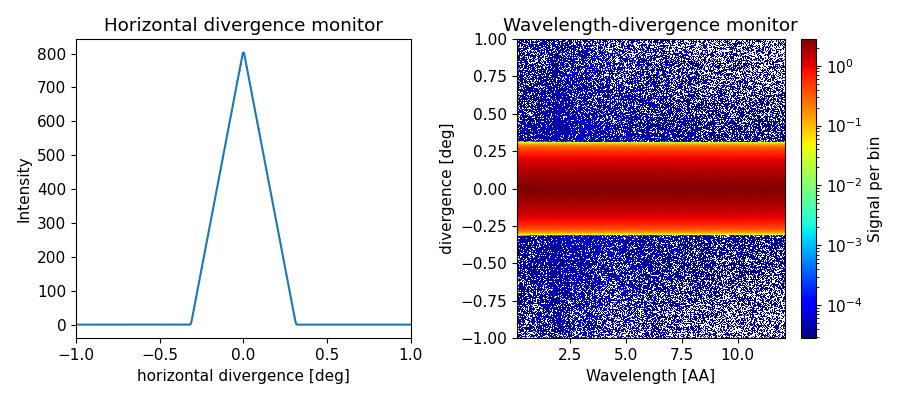 Horizontal divergence monitor
800
700
600
500
400
300
200
100
0
Intensity
−1.0 −0.5 0.0 0.5 1.0
horizontal divergence [deg]
Wavelength-divergence monitor
1.00
0.75
0.50
0.25
0.00
−0.25
−0.50
−0.75
−1.00
divergence [deg]
2.5 5.0 7.5 10.0
Wavelength [AA]
10⁰
10⁻¹
10⁻²
10⁻³
10⁻⁴
Signal per bin